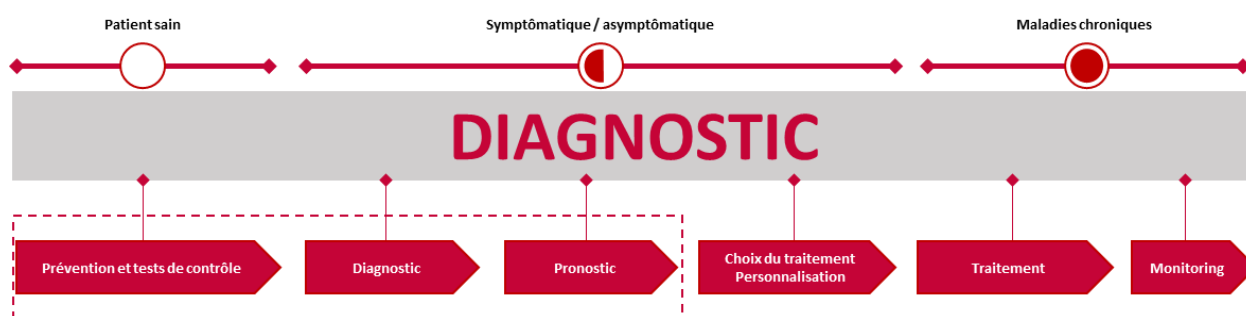 Patient sain
Symptômatique / asymptômatique
Maladies chroniques
DIAGNOSTIC
Prévention et tests de contrôle
Diagnostic
Pronostic
Choix du traitement
Personnalisation
Traitement
Monitoring